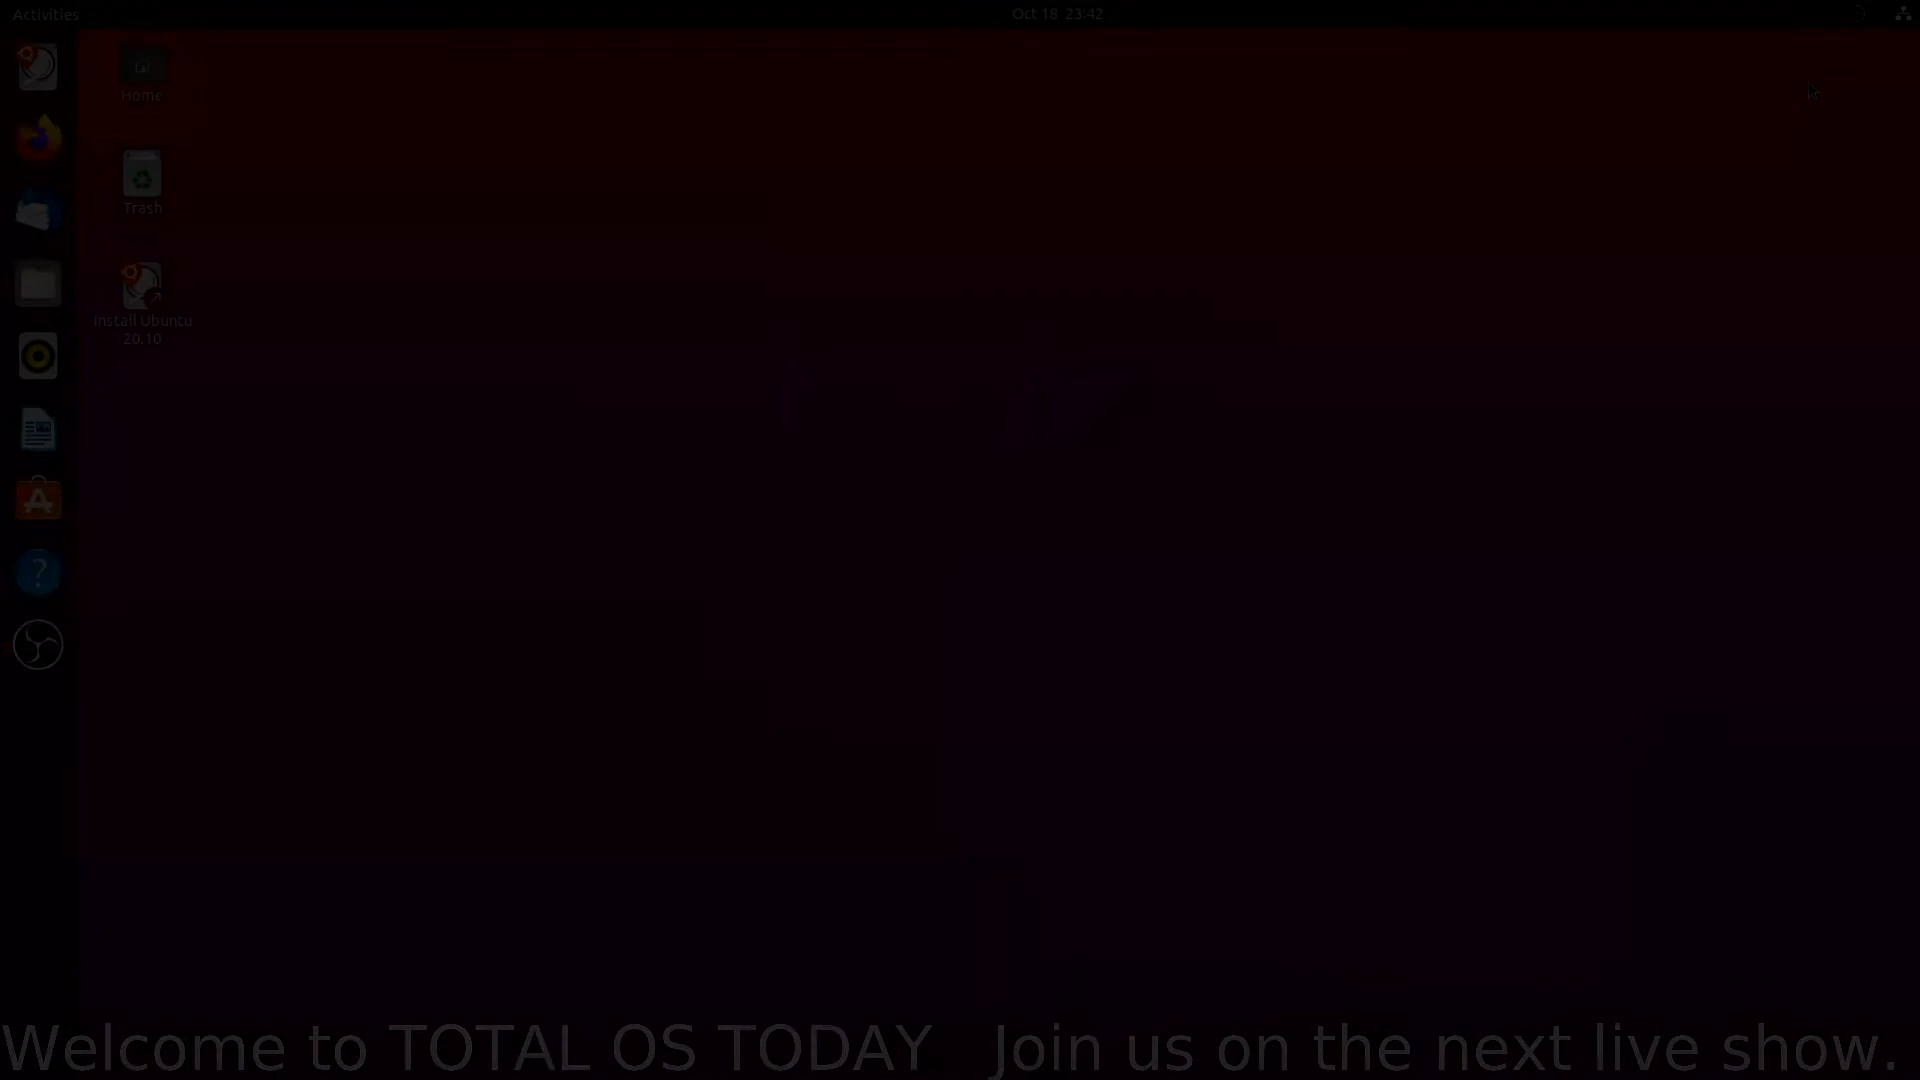 Activities
Oct 18 23:42
Home
Trash
Install Ubuntu
20.10
Welcome to TOTAL OS TODAY Join us on the next live show.